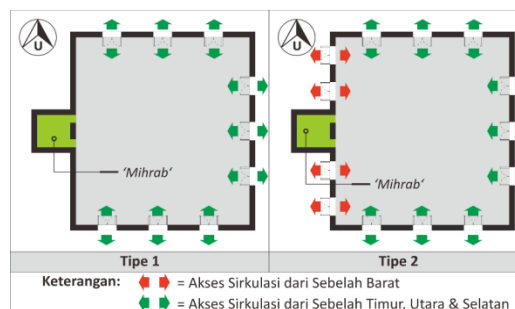 U
U
'Mihrab'
'Mihrab'
Tipe 1
Tipe 2
Keterangan:
= Akses Sirkulasi dari Sebelah Barat
= Akses Sirkulasi dari Sebelah Timur, Utara & Selatan